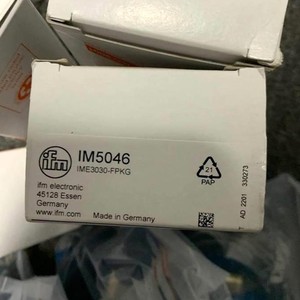 ifm
IM5046
IME3030-FPKG
ifm electronic
45128 Essen
Germany
www.ifm.com Made in Germany
21
PAP
AD 2201 330273